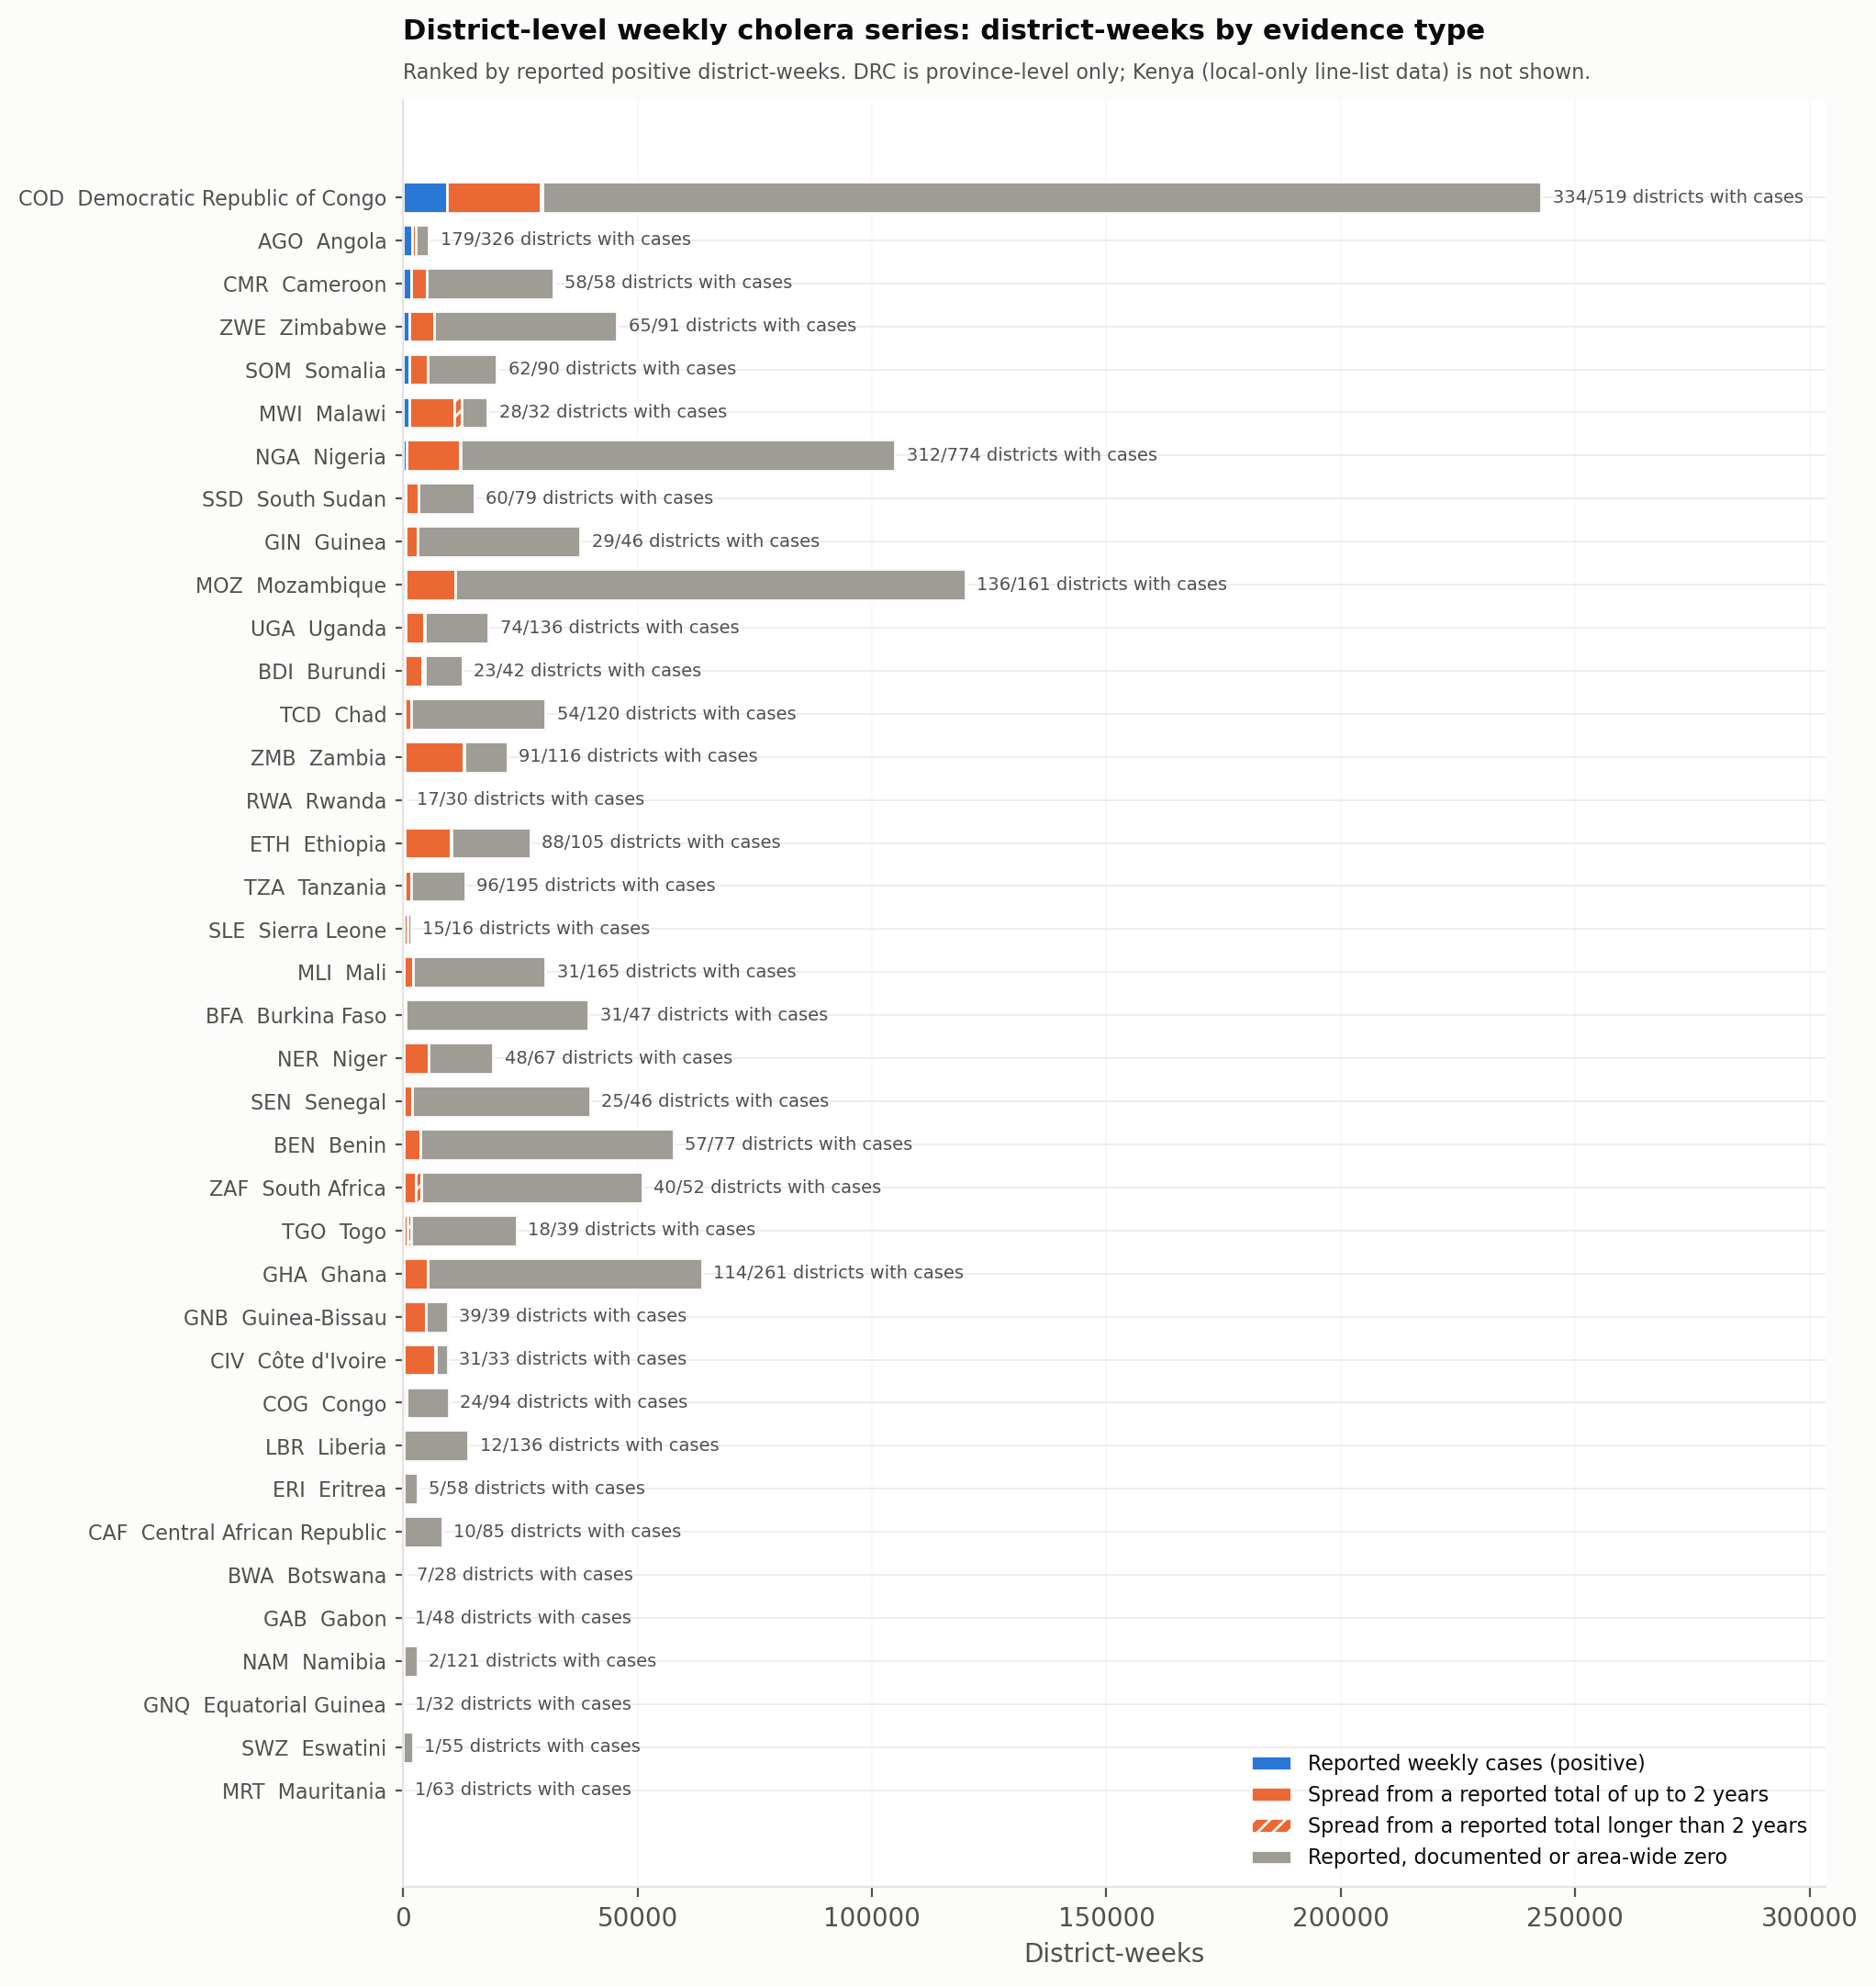 District-level weekly cholera series: district-weeks by evidence type
Ranked by reported positive district-weeks. DRC is province-level only; Kenya (local-only line-list data) is not shown.
COD  Democratic Republic of Congo 334/519 districts with cases
AGO  Angola 179/326 districts with cases
CMR  Cameroon 58/58 districts with cases
ZWE  Zimbabwe 65/91 districts with cases
SOM  Somalia 62/90 districts with cases
MWI  Malawi 28/32 districts with cases
NGA  Nigeria 312/774 districts with cases
SSD  South Sudan 60/79 districts with cases
GIN  Guinea 29/46 districts with cases
MOZ  Mozambique 136/161 districts with cases
UGA  Uganda 74/136 districts with cases
BDI  Burundi 23/42 districts with cases
TCD  Chad 54/120 districts with cases
ZMB  Zambia 91/116 districts with cases
RWA  Rwanda 17/30 districts with cases
ETH  Ethiopia 88/105 districts with cases
TZA  Tanzania 96/195 districts with cases
SLE  Sierra Leone 15/16 districts with cases
MLI  Mali 31/165 districts with cases
BFA  Burkina Faso 31/47 districts with cases
NER  Niger 48/67 districts with cases
SEN  Senegal 25/46 districts with cases
BEN  Benin 57/77 districts with cases
ZAF  South Africa 40/52 districts with cases
TGO  Togo 18/39 districts with cases
GHA  Ghana 114/261 districts with cases
GNB  Guinea-Bissau 39/39 districts with cases
CIV  Côte d'Ivoire 31/33 districts with cases
COG  Congo 24/94 districts with cases
LBR  Liberia 12/136 districts with cases
ERI  Eritrea 5/58 districts with cases
CAF  Central African Republic 10/85 districts with cases
BWA  Botswana 7/28 districts with cases
GAB  Gabon 1/48 districts with cases
NAM  Namibia 2/121 districts with cases
GNQ  Equatorial Guinea 1/32 districts with cases
SWZ  Eswatini 1/55 districts with cases
MRT  Mauritania 1/63 districts with cases
Reported weekly cases (positive)
Spread from a reported total of up to 2 years
Spread from a reported total longer than 2 years
Reported, documented or area-wide zero
0 50000 100000 150000 200000 250000 300000
District-weeks